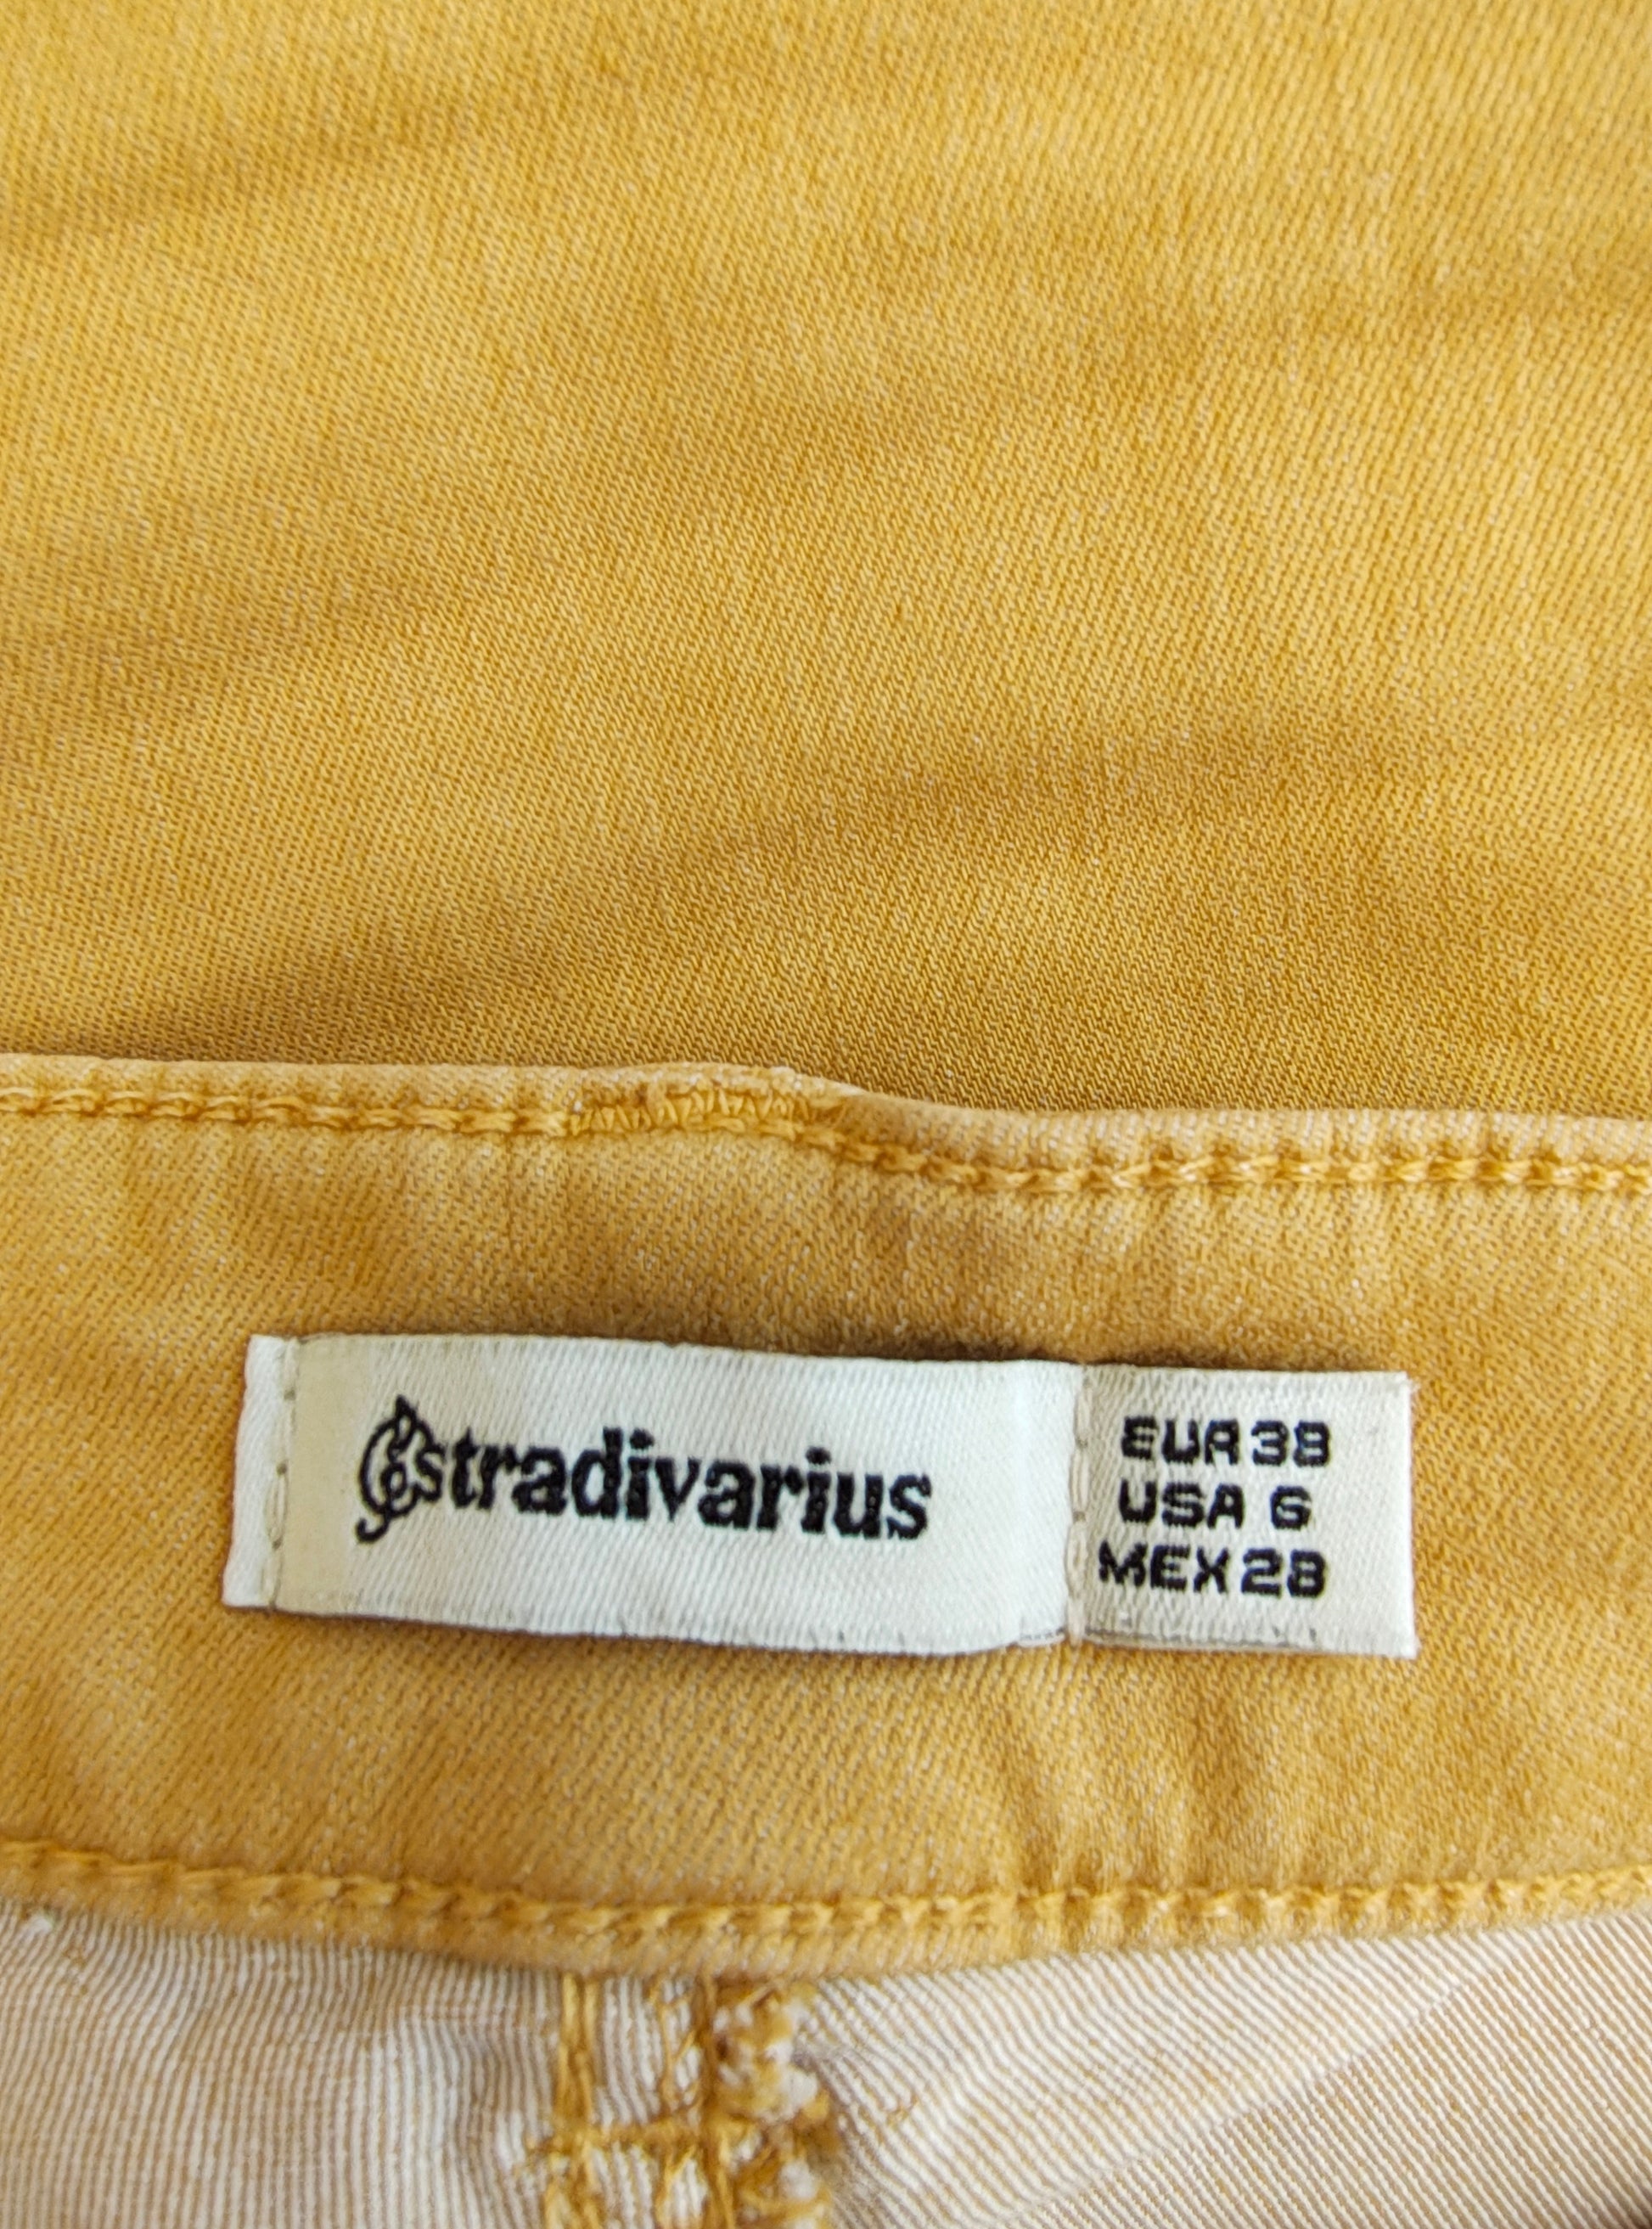 stradivarius
EUR 38
USA 6
MEX 28